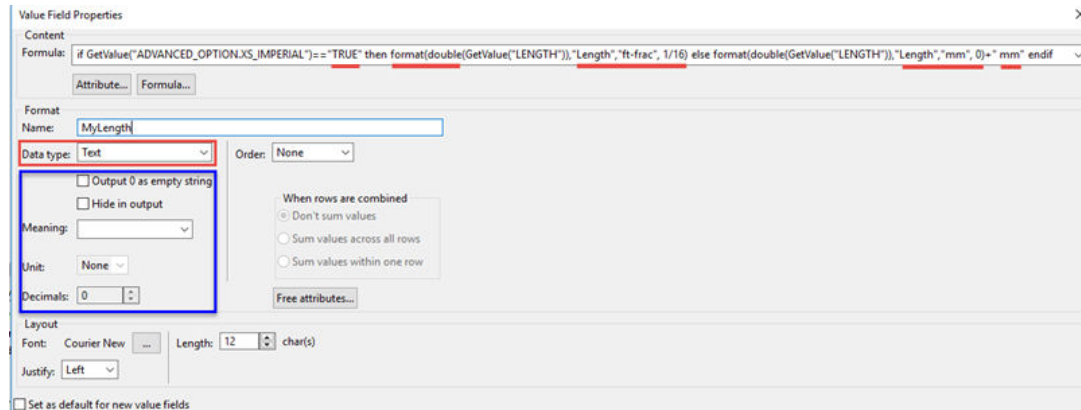 Value Field Properties
Content
Formula: if GetValue("ADVANCED_OPTION.XS_IMPERIAL")=="TRUE" then format(double(GetValue("LENGTH")),"Length","ft-frac", 1/16) else format(double(GetValue("LENGTH")),"Length","mm", 0)+" mm" endif
Attribute... Formula...
Format
Name: MyLength
Data type: Text Order: None
Output 0 as empty string
Hide in output When rows are combined
Don't sum values
Meaning:
Sum values across all rows
Unit: None Sum values within one row
Decimals: 0 Free attributes...
Layout
Font: Courier New ... Length: 12 char(s)
Justify: Left
Set as default for new value fields